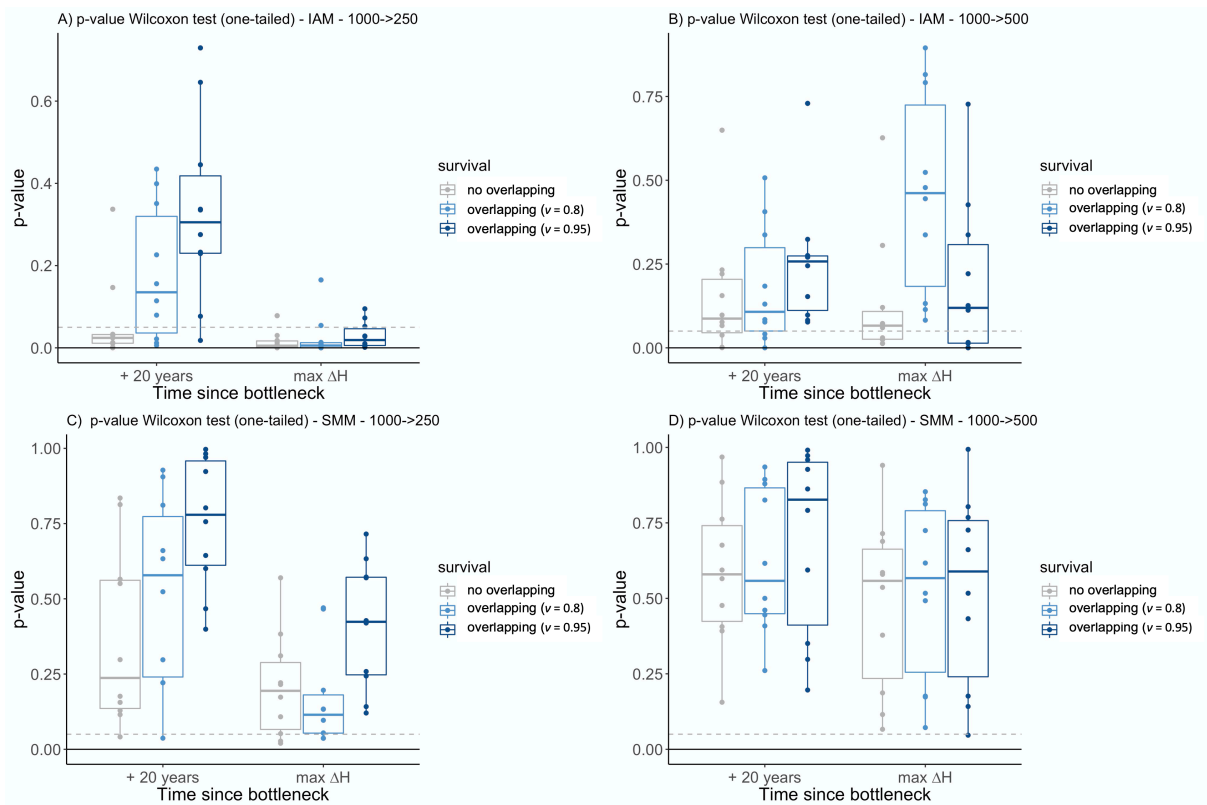 A) p-value Wilcoxon test (one-tailed) - IAM - 1000->250
p-value
0.6
0.4
0.2
0.0
+ 20 years
max ΔH
Time since bottleneck
survival
no overlapping
overlapping (v = 0.8)
overlapping (v = 0.95)
B) p-value Wilcoxon test (one-tailed) - IAM - 1000->500
p-value
0.75
0.50
0.25
0.00
+ 20 years
max ΔH
Time since bottleneck
survival
no overlapping
overlapping (v = 0.8)
overlapping (v = 0.95)
C)  p-value Wilcoxon test (one-tailed) - SMM - 1000->250
p-value
1.00
0.75
0.50
0.25
0.00
+ 20 years
max ΔH
Time since bottleneck
survival
no overlapping
overlapping (v = 0.8)
overlapping (v = 0.95)
D) p-value Wilcoxon test (one-tailed) - SMM - 1000->500
p-value
1.00
0.75
0.50
0.25
0.00
+ 20 years
max ΔH
Time since bottleneck
survival
no overlapping
overlapping (v = 0.8)
overlapping (v = 0.95)